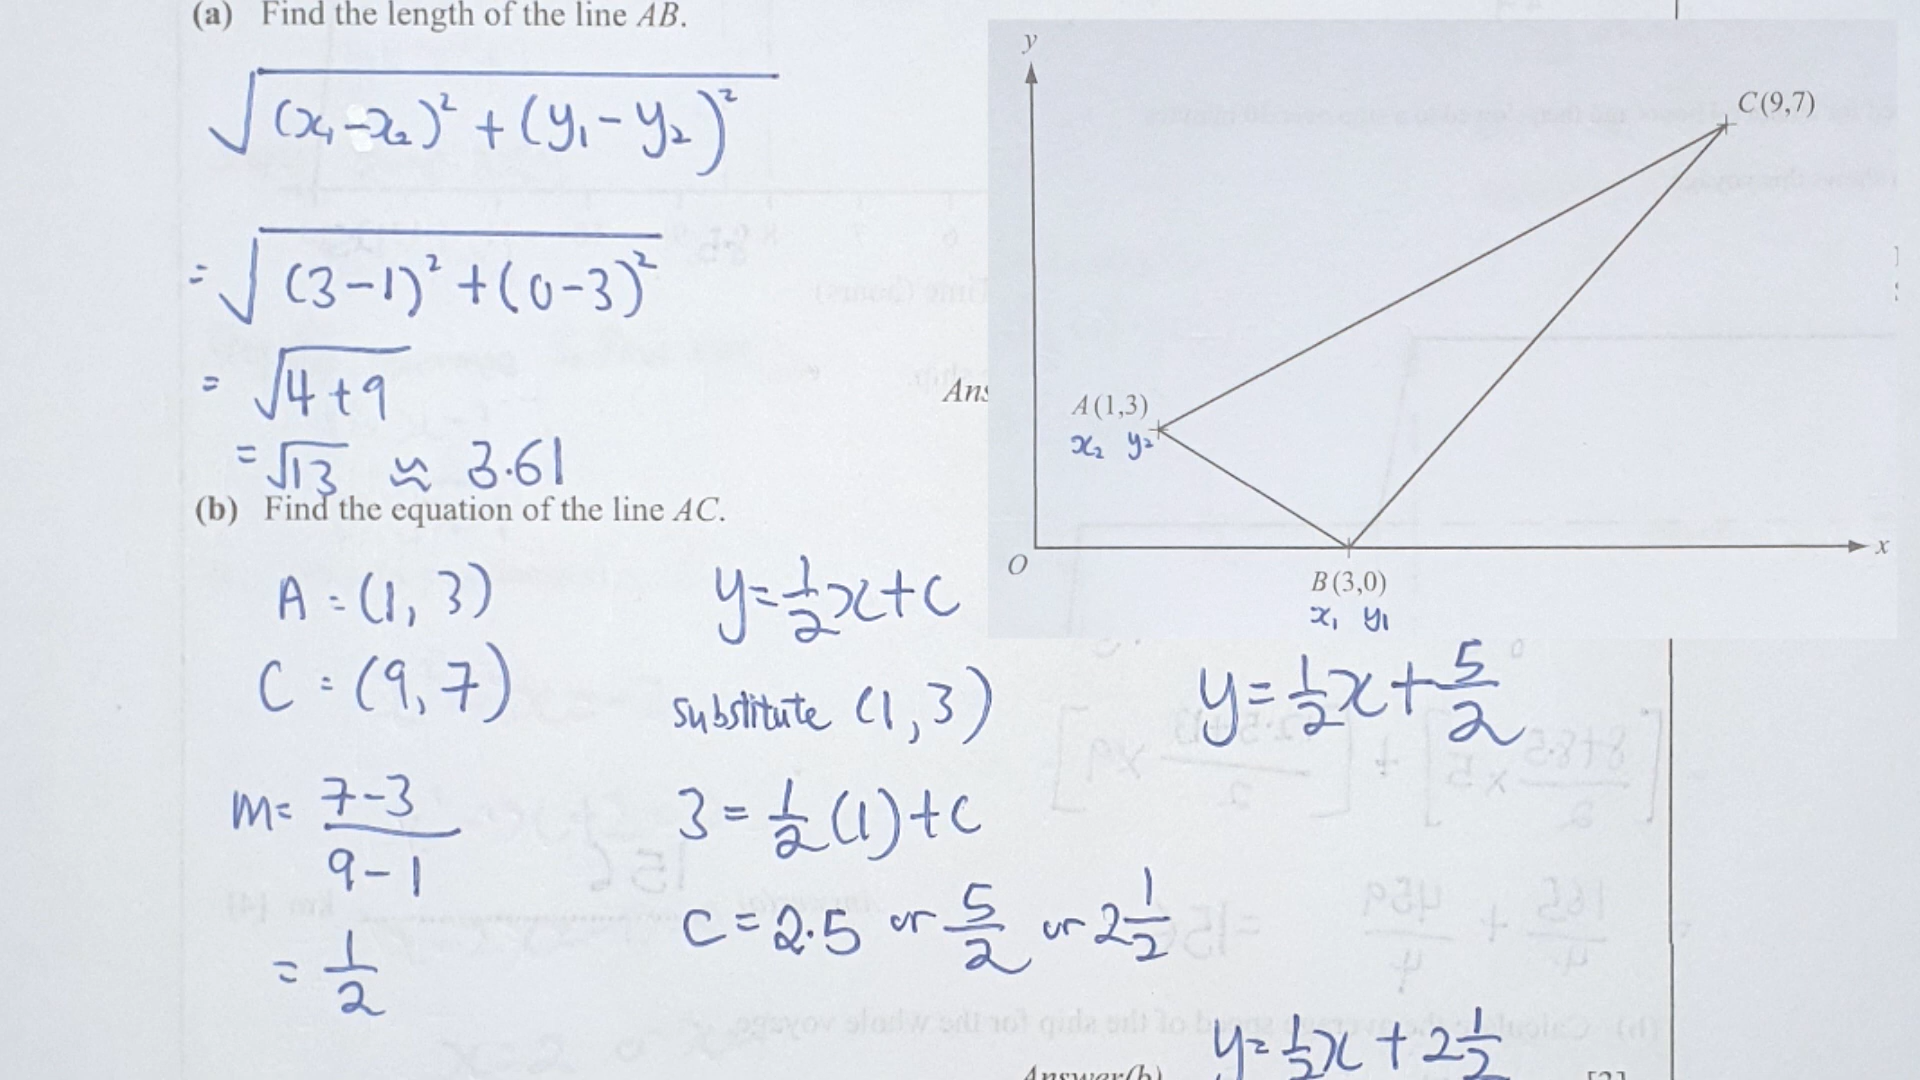 (a) Find the length of the line AB.
√(x₁-x₂)² + (y₁-y₂)²
= √(3-1)² + (0-3)²
= √4+9
= √13 ≈ 3.61
Ans
y
C(9,7)
A(1,3)
x₂ y₂
O
x
B(3,0)
x₁ y₁
(b) Find the equation of the line AC.
A = (1, 3)
C = (9, 7)
m = 7-3
9-1
= 1/2
y = 1/2 x + c
substitute (1, 3)
3 = 1/2 (1) + c
C = 2.5 or 5/2 or 2 1/2
y = 1/2 x + 5/2
y = 1/2 x + 2 1/2
Answer(b)